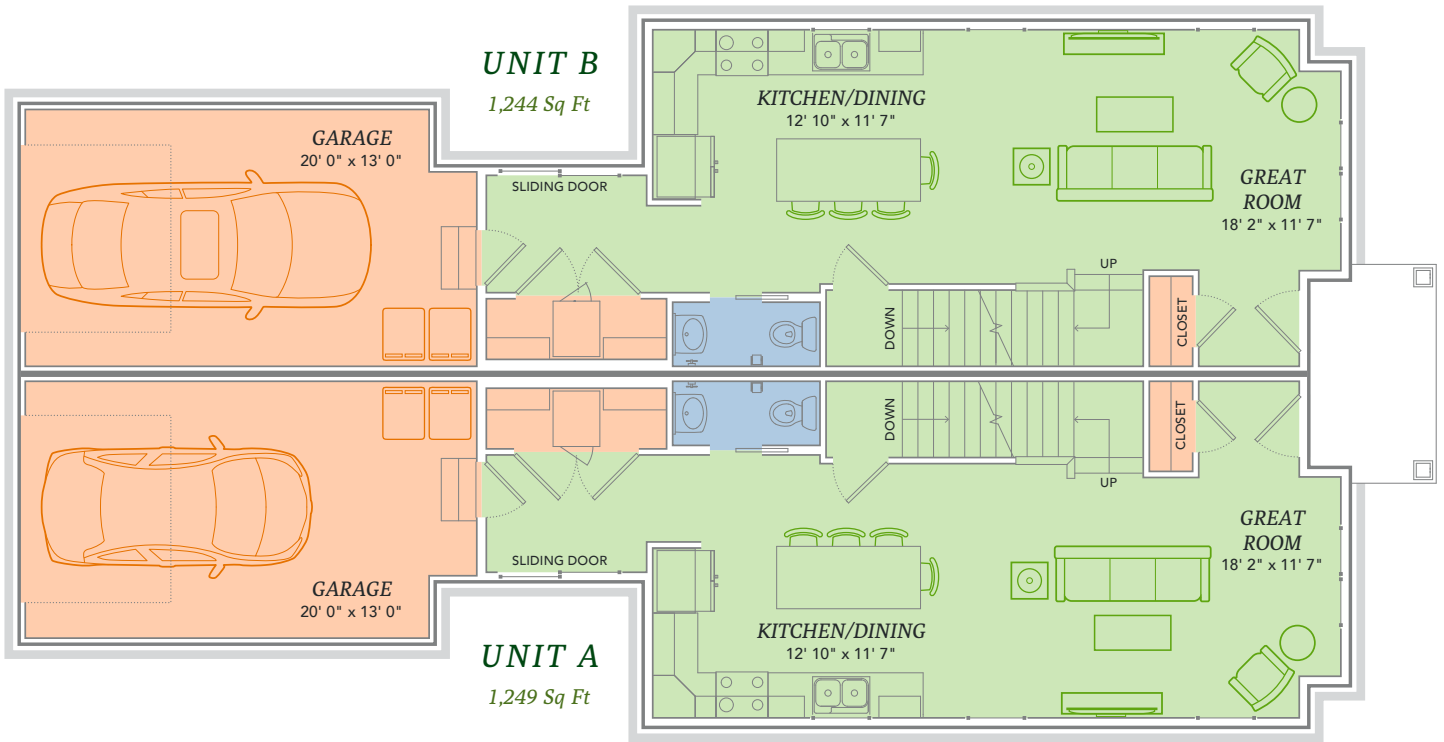 UNIT B
1,244 Sq Ft
KITCHEN/DINING
12' 10" x 11' 7"
GARAGE
20' 0" x 13' 0"
SLIDING DOOR
GREAT
ROOM
18' 2" x 11' 7"
UP
DOWN
CLOSET
DOWN
CLOSET
UP
GREAT
ROOM
18' 2" x 11' 7"
SLIDING DOOR
GARAGE
20' 0" x 13' 0"
KITCHEN/DINING
12' 10" x 11' 7"
UNIT A
1,249 Sq Ft